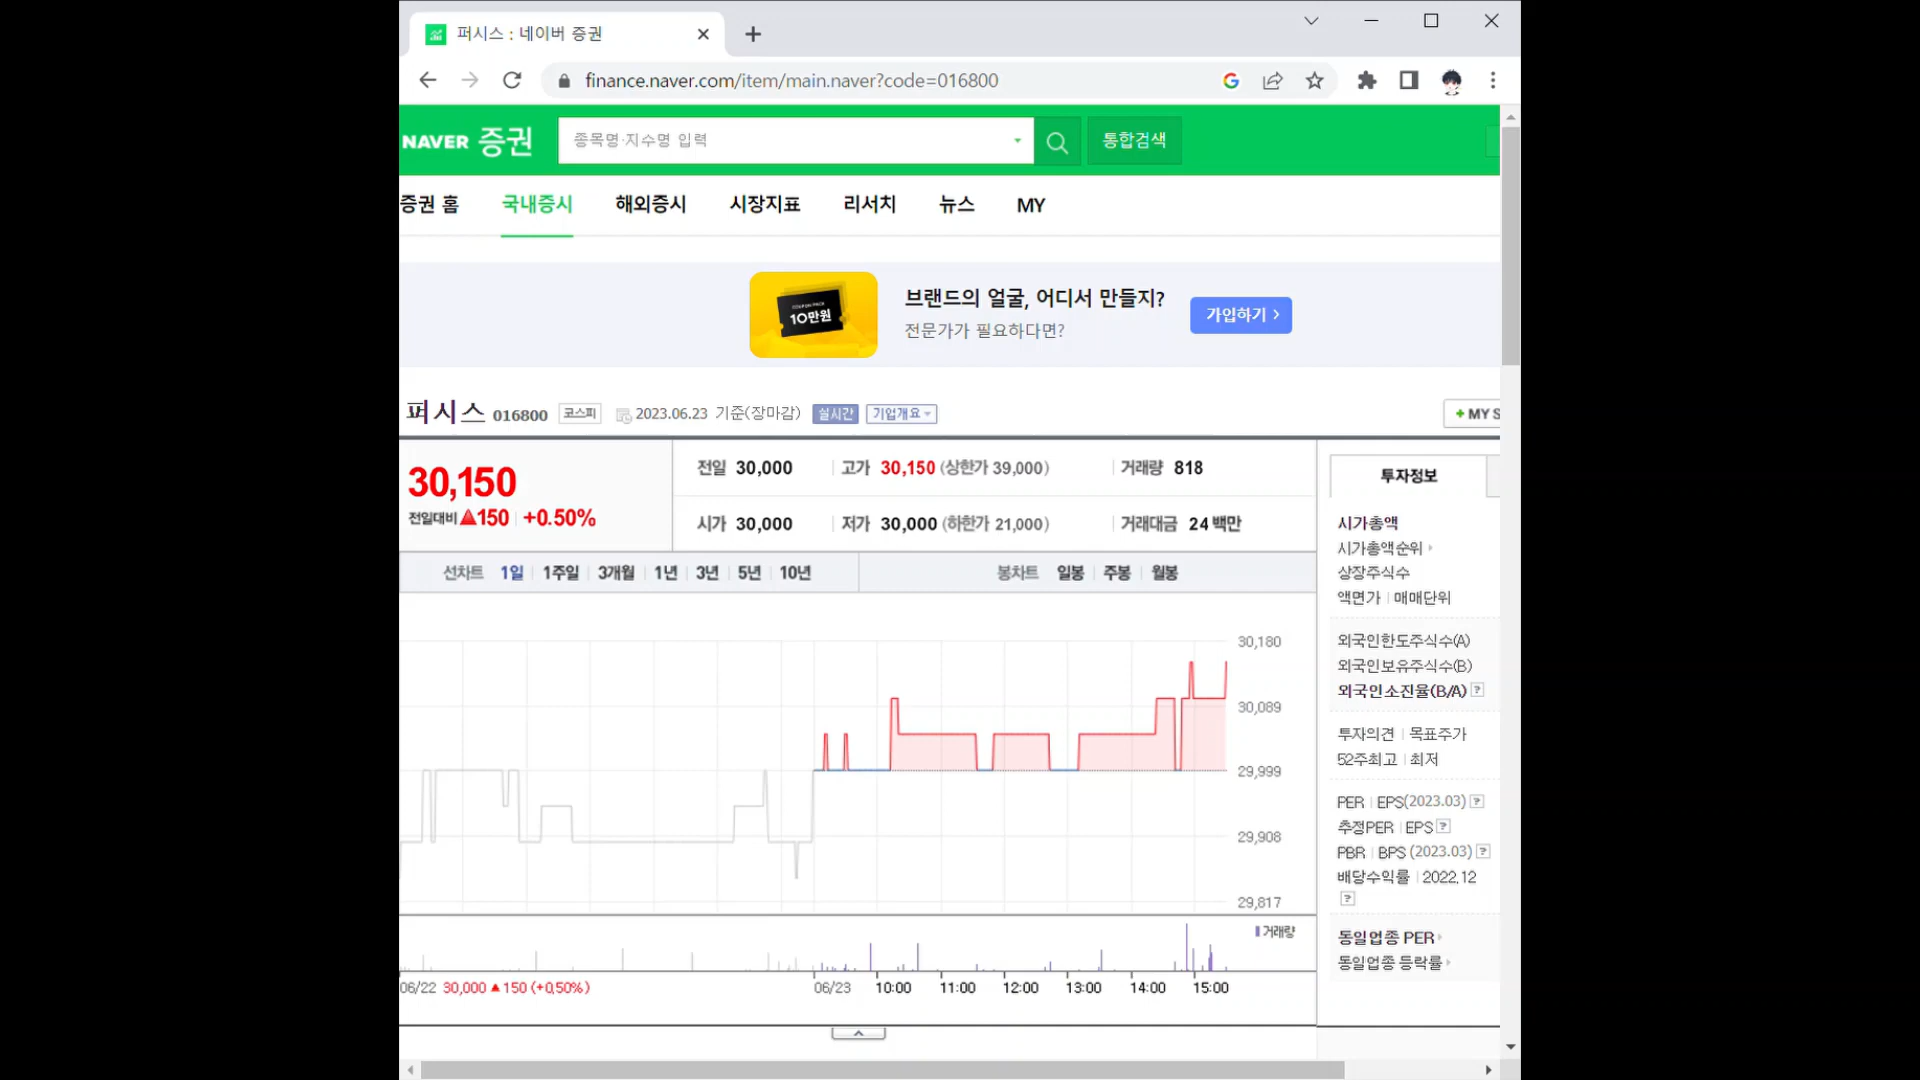 퍼시스 : 네이버 증권
finance.naver.com/item/main.naver?code=016800
NAVER 증권
종목명·지수명 입력
통합검색
증권 홈 국내증시 해외증시 시장지표 리서치 뉴스 MY
COUPON PACK
10만원
브랜드의 얼굴, 어디서 만들지?
전문가가 필요하다면?
가입하기 >
퍼시스 016800 코스피 2023.06.23 기준(장마감) 실시간 기업개요
+ MY S
30,150
전일대비 ▲150 +0.50%
전일 30,000 고가 30,150 (상한가 39,000) 거래량 818
시가 30,000 저가 30,000 (하한가 21,000) 거래대금 24 백만
선차트 1일 1주일 3개월 1년 3년 5년 10년 봉차트 일봉 주봉 월봉
30,180
30,089
29,999
29,908
29,817
거래량
06/22 30,000 ▲150 (+0,50%) 06/23 10:00 11:00 12:00 13:00 14:00 15:00
투자정보
시가총액
시가총액순위
상장주식수
액면가 | 매매단위
외국인한도주식수(A)
외국인보유주식수(B)
외국인소진율(B/A) ?
투자의견 | 목표주가
52주최고 | 최저
PER | EPS(2023.03) ?
추정PER | EPS ?
PBR | BPS (2023.03) ?
배당수익률 | 2022.12
?
동일업종 PER
동일업종 등락률